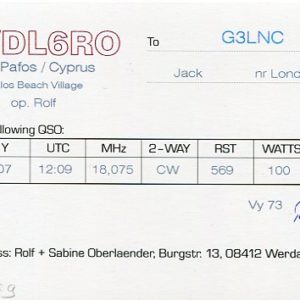 /DL6RO
To G3LNC
Pafos / Cyprus
Jack nr Lond
los Beach Village
op. Rolf
llowing QSO:
Y UTC MHz 2-WAY RST WATTS
07 12:09 18,075 CW 569 100
Vy 73
ss: Rolf + Sabine Oberlaender, Burgstr. 13, 08412 Werda